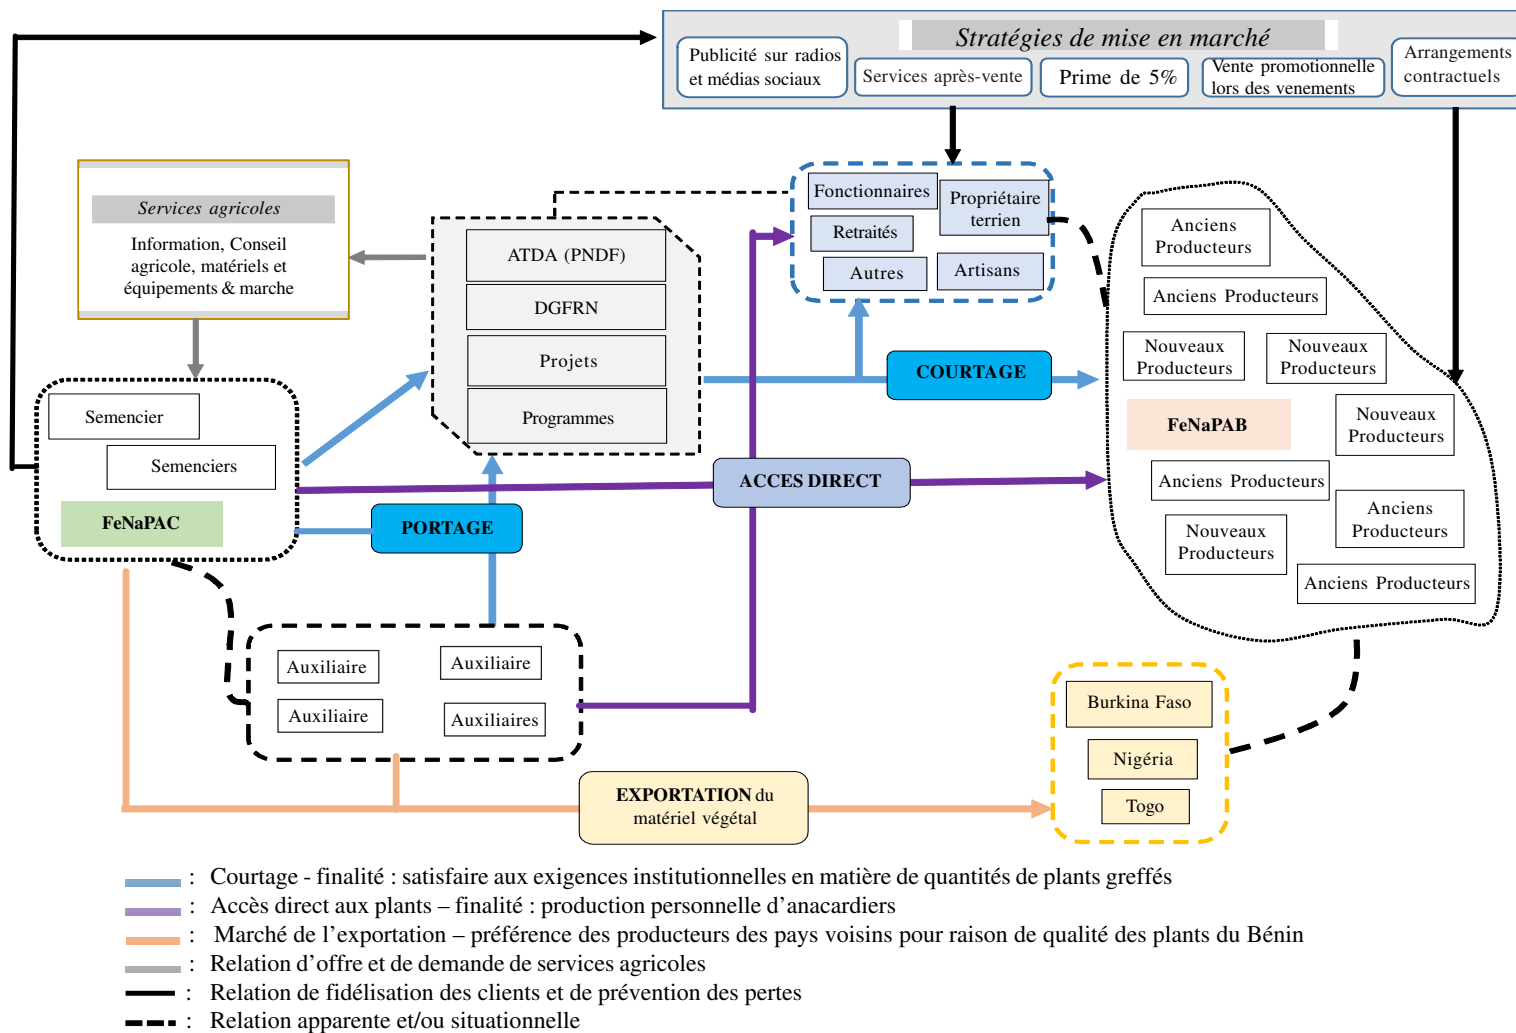 Stratégies de mise en marché
Publicité sur radios
et médias sociaux
Services après-vente
Prime de 5%
Vente promotionnelle
lors des venements
Arrangements
contractuels
Services agricoles
Information, Conseil
agricole, matériels et
équipements & marche
ATDA (PNDF)
DGFRN
Projets
Programmes
Fonctionnaires
Propriétaire
terrien
Retraités
Autres
Artisans
Anciens
Producteurs
Anciens Producteurs
Nouveaux
Producteurs
Nouveaux
Producteurs
FeNaPAB
Nouveaux
Producteurs
Anciens Producteurs
Anciens
Producteurs
Nouveaux
Producteurs
Anciens Producteurs
COURTAGE
Semencier
Semenciers
FeNaPAC
ACCES DIRECT
PORTAGE
Auxiliaire
Auxiliaire
Auxiliaire
Auxiliaires
Burkina Faso
Nigéria
Togo
EXPORTATION du
matériel végétal
: Courtage - finalité : satisfaire aux exigences institutionnelles en matière de quantités de plants greffés
: Accès direct aux plants – finalité : production personnelle d’anacardiers
: Marché de l’exportation – préférence des producteurs des pays voisins pour raison de qualité des plants du Bénin
: Relation d’offre et de demande de services agricoles
: Relation de fidélisation des clients et de prévention des pertes
: Relation apparente et/ou situationnelle